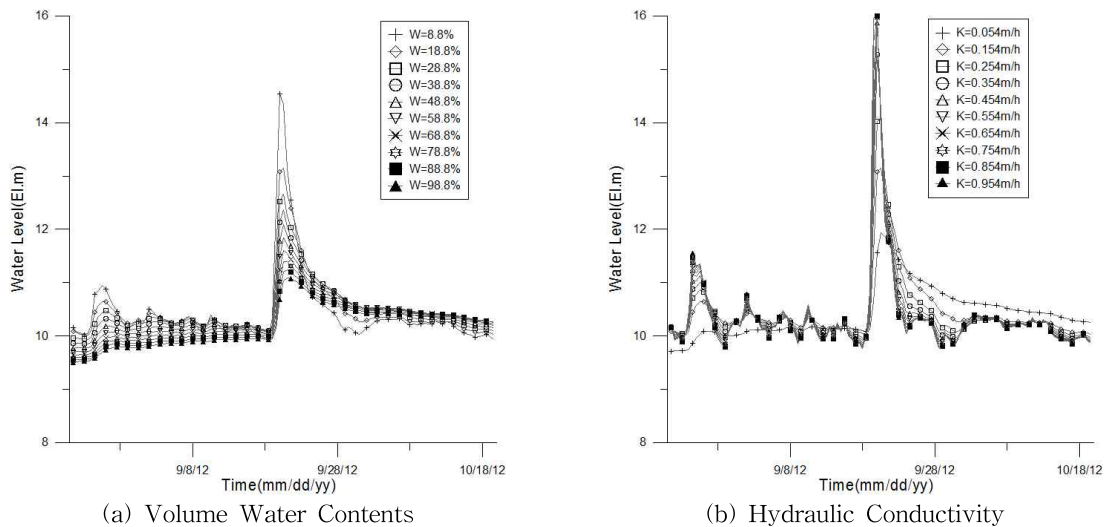 16
14
12
10
8
Water Level(El.m)
W=8.8%
W=18.8%
W=28.8%
W=38.8%
W=48.8%
W=58.8%
W=68.8%
W=78.8%
W=88.8%
W=98.8%
9/8/12
9/28/12
10/18/12
Time(mm/dd/yy)
(a) Volume Water Contents
16
14
12
10
8
Water Level(El.m)
K=0.054m/h
K=0.154m/h
K=0.254m/h
K=0.354m/h
K=0.454m/h
K=0.554m/h
K=0.654m/h
K=0.754m/h
K=0.854m/h
K=0.954m/h
9/8/12
9/28/12
10/18/12
Time(mm/dd/yy)
(b) Hydraulic Conductivity